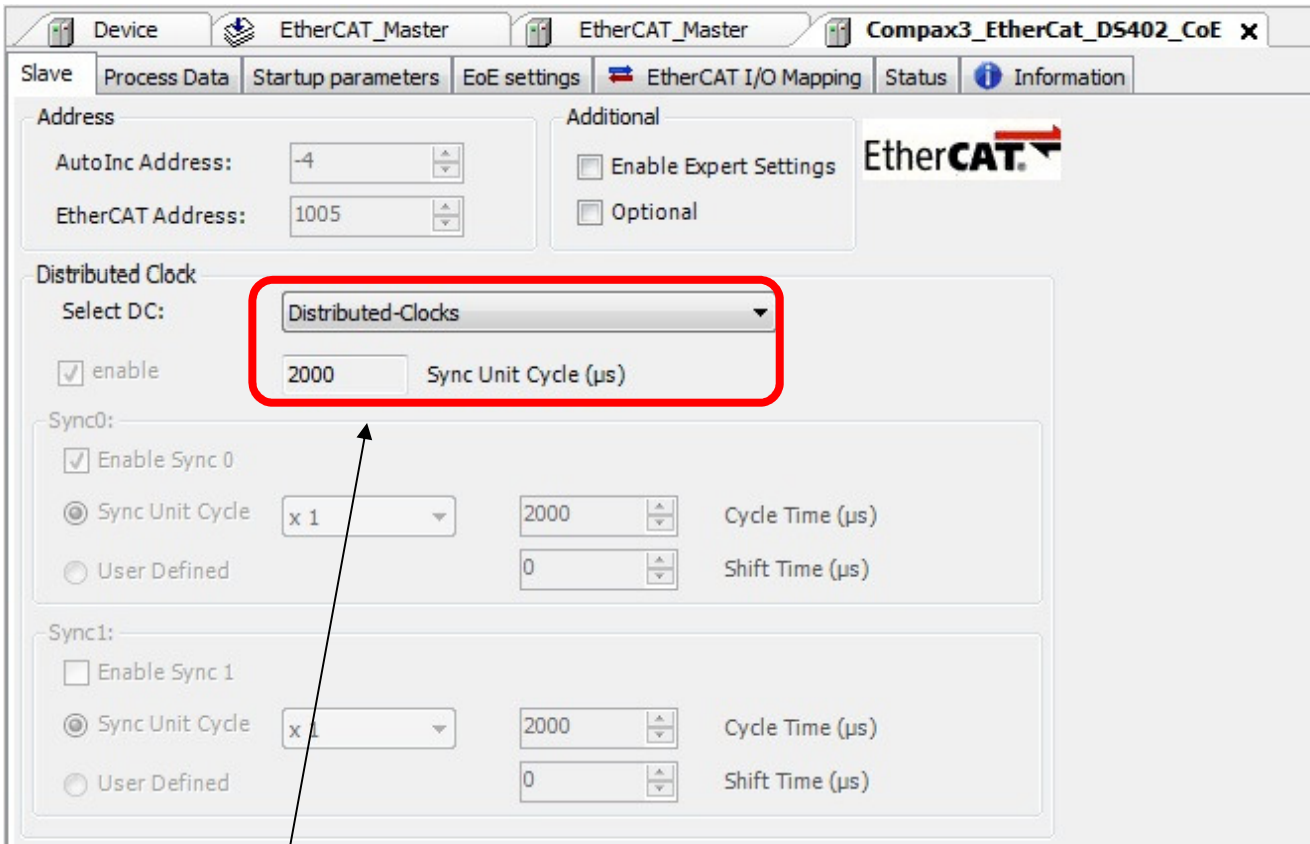 Device EtherCAT_Master EtherCAT_Master Compax3_EtherCat_DS402_CoE x
Slave Process Data Startup parameters EoE settings EtherCAT I/O Mapping Status Information
Address
AutoInc Address: -4
EtherCAT Address: 1005
Additional
Enable Expert Settings
Optional
EtherCAT.
Distributed Clock
Select DC: Distributed-Clocks
enable 2000 Sync Unit Cycle (µs)
Sync0:
Enable Sync 0
Sync Unit Cycle x 1 2000 Cycle Time (µs)
User Defined 0 Shift Time (µs)
Sync1:
Enable Sync 1
Sync Unit Cycle x 1 2000 Cycle Time (µs)
User Defined 0 Shift Time (µs)